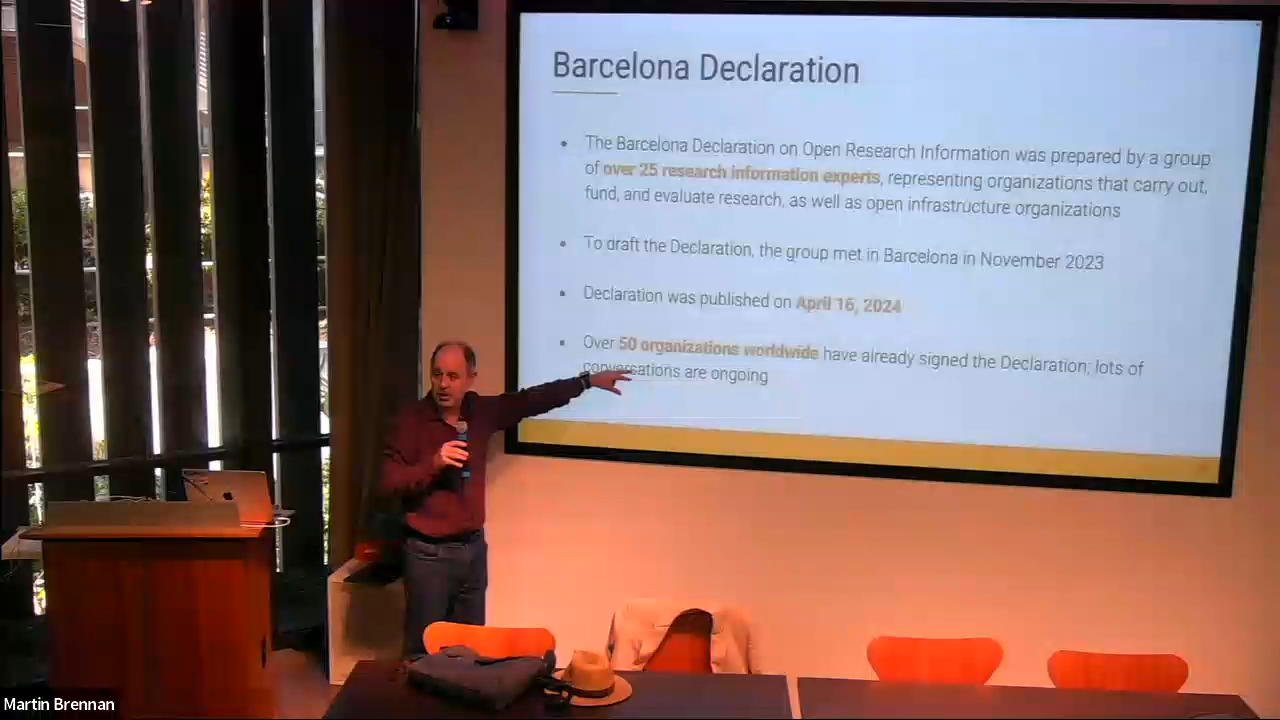 Barcelona Declaration
• The Barcelona Declaration on Open Research Information was prepared by a group
of over 25 research information experts, representing organizations that carry out,
fund, and evaluate research, as well as open infrastructure organizations
• To draft the Declaration, the group met in Barcelona in November 2023
• Declaration was published on April 16, 2024
• Over 50 organizations worldwide have already signed the Declaration; lots of
conversations are ongoing
Martin Brennan